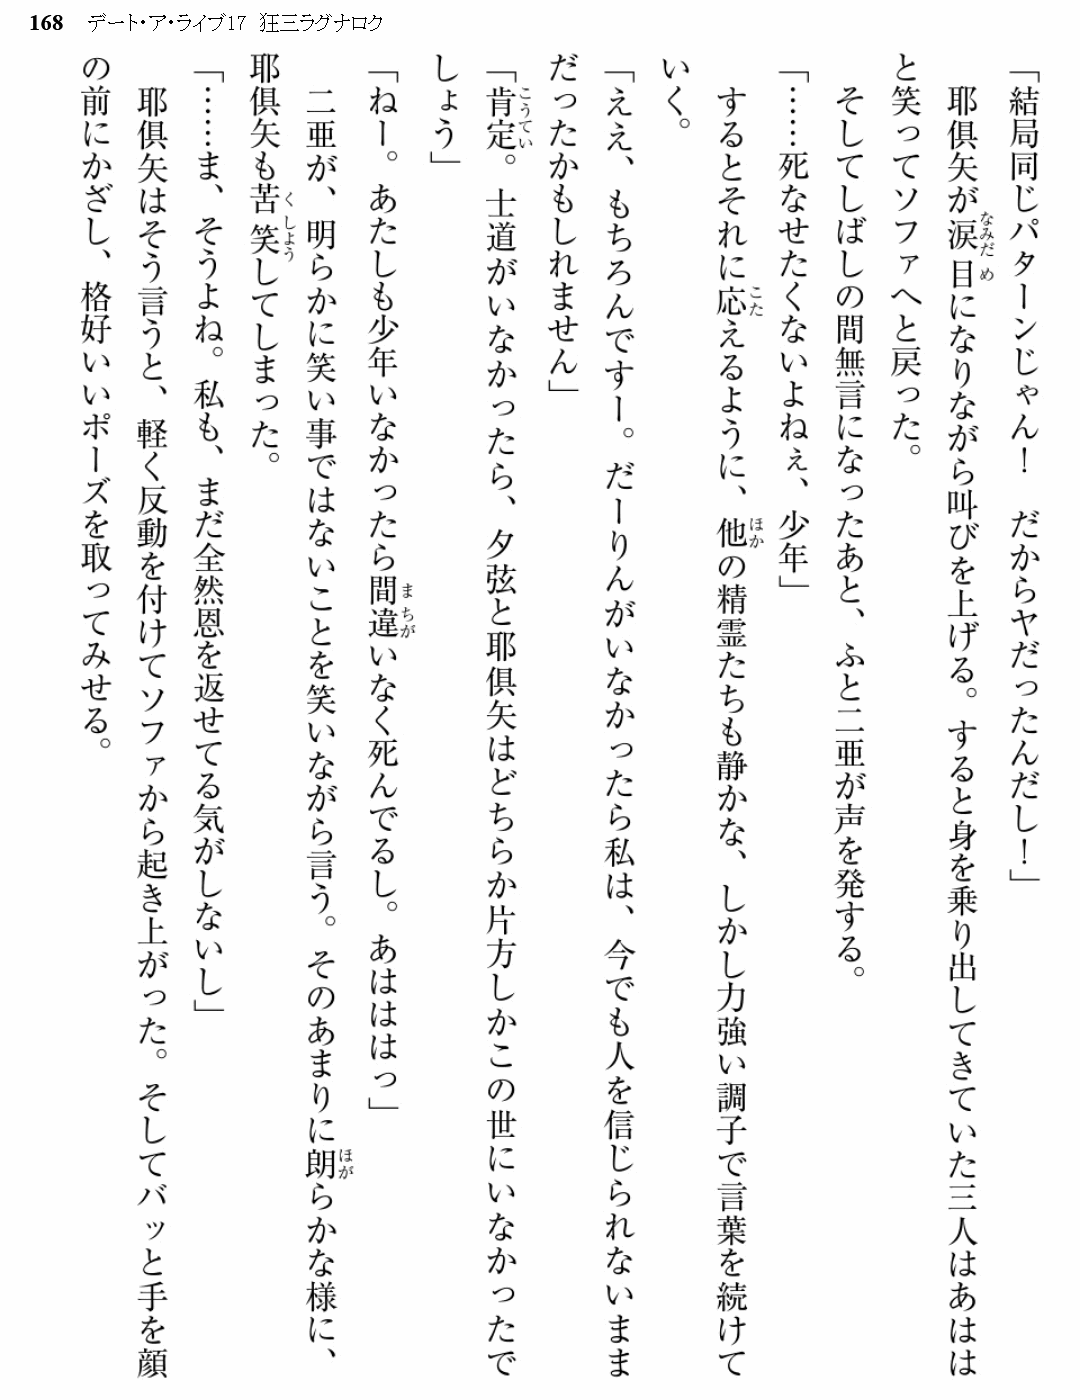 168 デート・ア・ライブ17 狂三ラグナロク
「結局同じパターンじゃん！ だからヤだったんだし！」
耶倶矢が涙目になりながら叫びを上げる。すると身を乗り出してきていた三人はあはは
と笑ってソファへと戻った。
そしてしばしの間無言になったあと、ふと二亜が声を発する。
「……死なせたくないよねぇ、少年」
するとそれに応えるように、他の精霊たちも静かな、しかし力強い調子で言葉を続けて
いく。
「ええ、もちろんですー。だーりんがいなかったら私は、今でも人を信じられないまま
だったかもしれません」
「肯定。士道がいなかったら、夕弦と耶倶矢はどちらか片方しかこの世にいなかったで
しょう」
「ねー。あたしも少年いなかったら間違いなく死んでるし。あはははっ」
二亜が、明らかに笑い事ではないことを笑いながら言う。そのあまりに朗らかな様に、
耶倶矢も苦笑してしまった。
「……ま、そうよね。私も、まだ全然恩を返せてる気がしないし」
耶倶矢はそう言うと、軽く反動を付けてソファから起き上がった。そしてバッと手を顔
の前にかざし、格好いいポーズを取ってみせる。